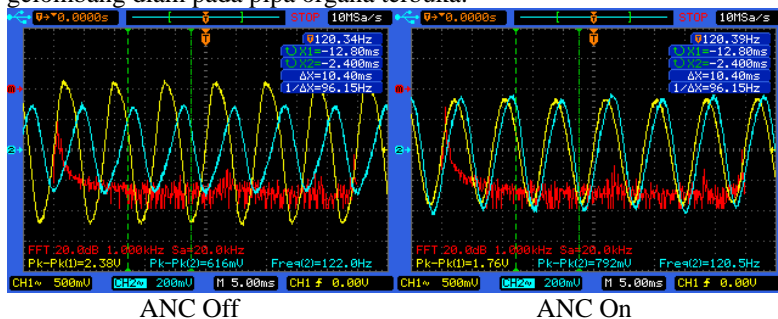 gelombang diam pada pipa organa terbuka.
0.0000s STOP 10MSa/s
120.34Hz
X1=-12.80ms
X2=-2.400ms
ΔX=10.40ms
1/ΔX=96.15Hz
FFT:20.0dB 1.000kHz Sa=20.0kHz
Pk-Pk(1)=2.38V Pk-Pk(2)=616mV Freq(2)=122.0Hz
CH1~ 500mV CH2~ 200mV M 5.00ms CH1 0.00V
0.0000s STOP 10MSa/s
120.39Hz
X1=-12.80ms
X2=-2.400ms
ΔX=10.40ms
1/ΔX=96.15Hz
FFT:20.0dB 1.000kHz Sa=20.0kHz
Pk-Pk(1)=1.76V Pk-Pk(2)=792mV Freq(2)=120.5Hz
CH1~ 500mV CH2~ 200mV M 5.00ms CH1 0.00V
ANC Off ANC On